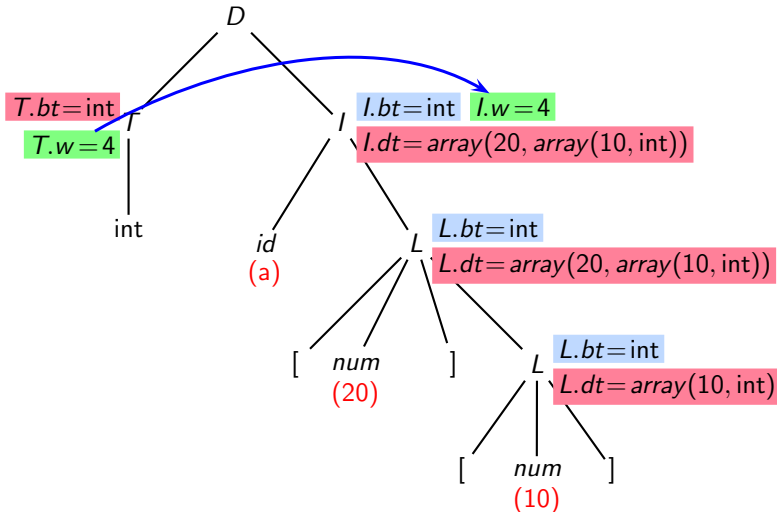 D
T.bt = int
T
T.w = 4
I
I.bt = int
I.w = 4
I.dt = array(20, array(10, int))
int
id
(a)
L
L.bt = int
L.dt = array(20, array(10, int))
[
num
]
(20)
L
L.bt = int
L.dt = array(10, int)
[
num
]
(10)